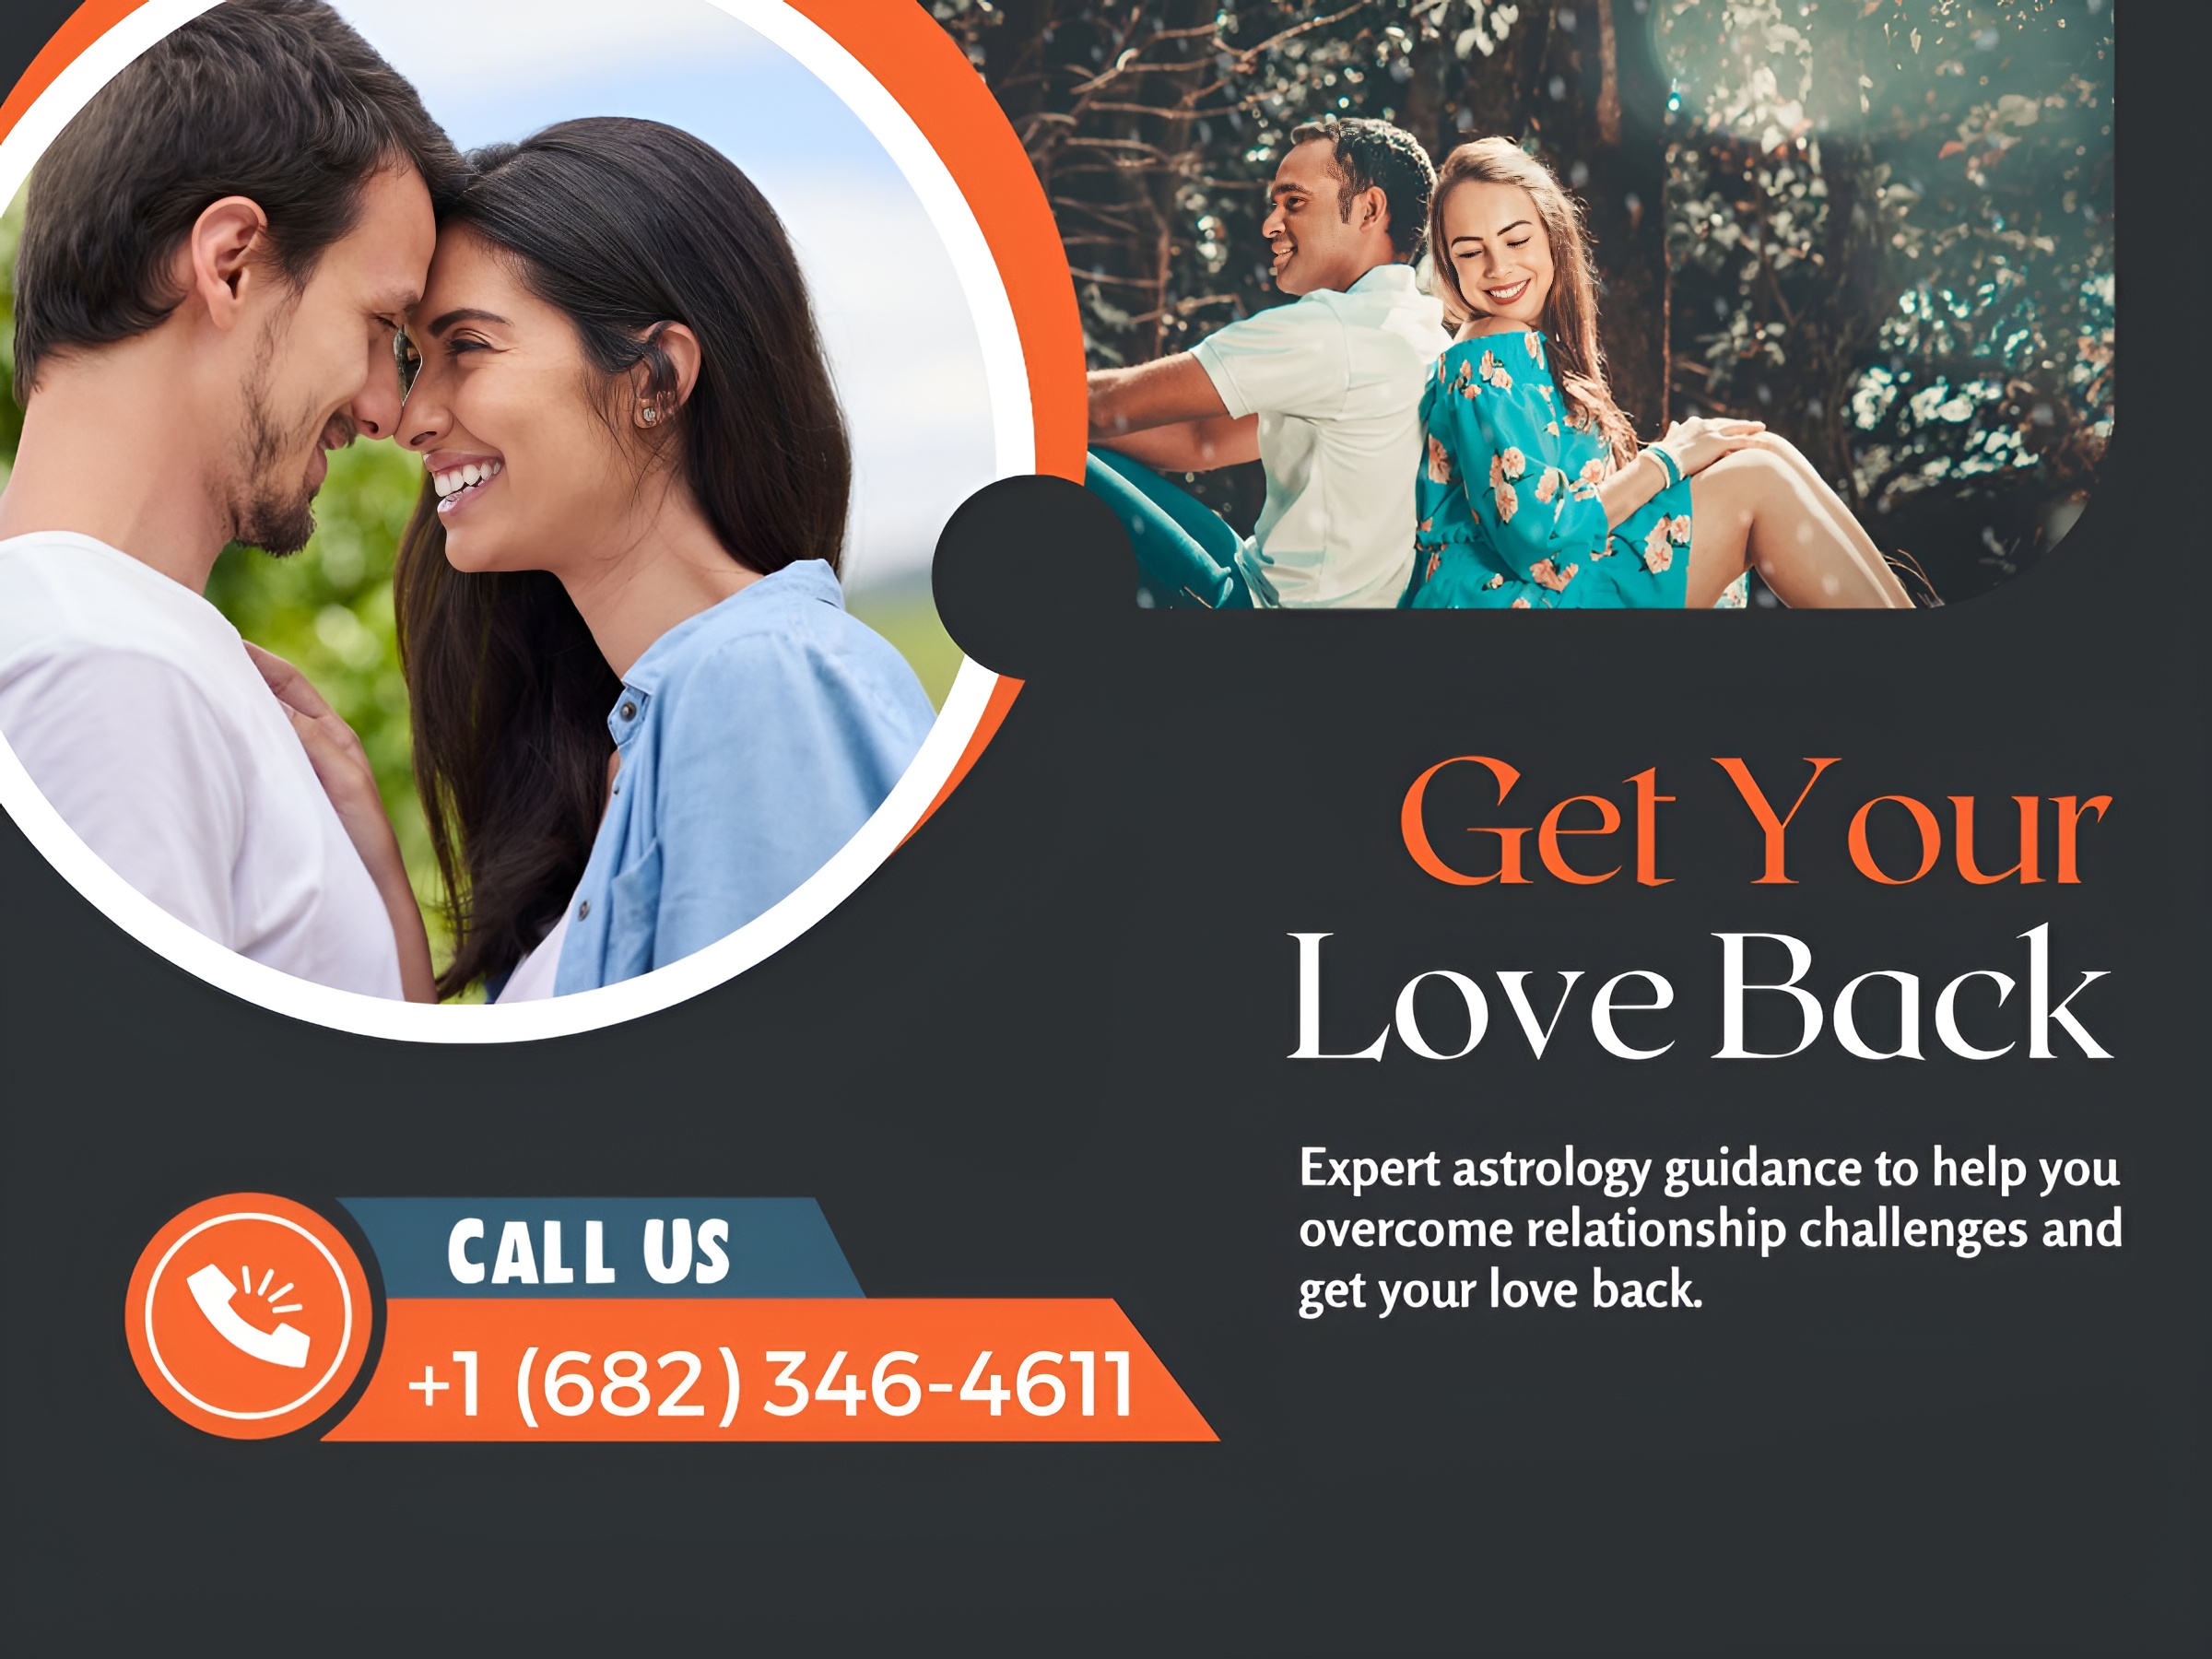 Get Your
Love Back
Expert astrology guidance to help you
overcome relationship challenges and
get your love back.
CALL US
+1 (682) 346-4611